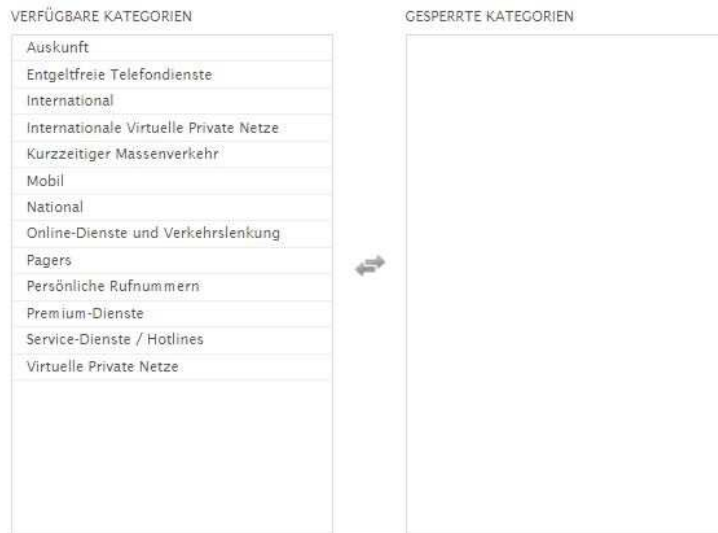 VERFÜGBARE KATEGORIEN
GESPERRTE KATEGORIEN
Auskunft
Entgeltfreie Telefondienste
International
Internationale Virtuelle Private Netze
Kurzzeitiger Massenverkehr
Mobil
National
Online-Dienste und Verkehrslenkung
Pagers
Persönliche Rufnummern
Premium-Dienste
Service-Dienste / Hotlines
Virtuelle Private Netze